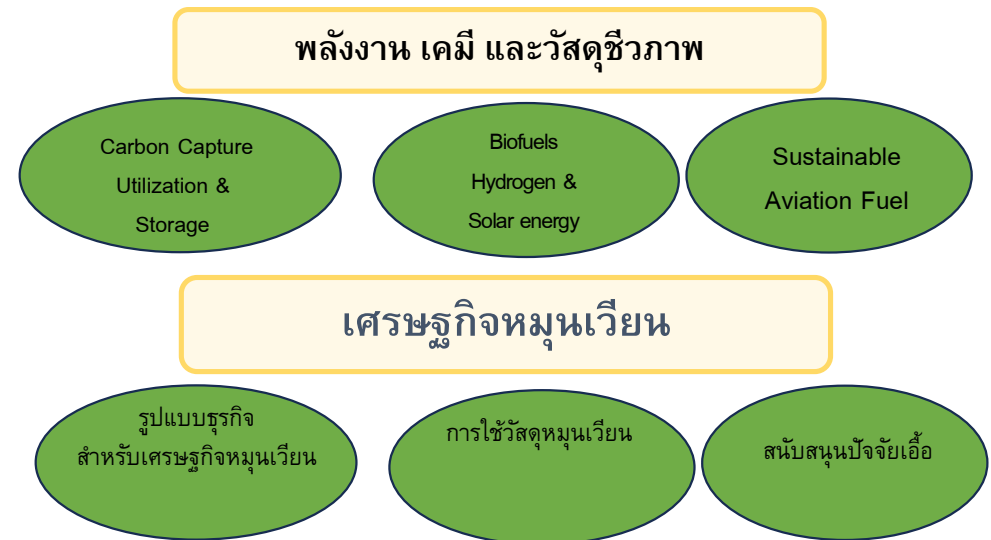 พลังงาน เคมี และวัสดุชีวภาพ
Carbon Capture
Utilization &
Storage
Biofuels
Hydrogen &
Solar energy
Sustainable
Aviation Fuel
เศรษฐกิจหมุนเวียน
รูปแบบธุรกิจ
สำหรับเศรษฐกิจหมุนเวียน
การใช้วัสดุหมุนเวียน
สนับสนุนปัจจัยเอื้อ